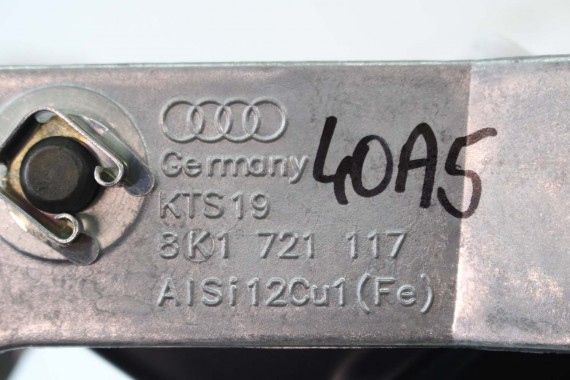 Germany
40A5
KTS19
8K1 721 117
AlSi12Cu1(Fe)